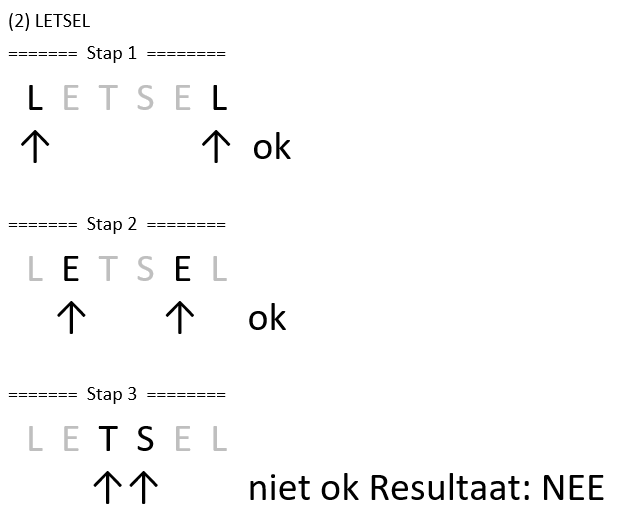 (2) LETSEL
======= Stap 1 ========
L E T S E L
↑ ↑ ok
======= Stap 2 ========
L E T S E L
↑ ↑ ok
======= Stap 3 ========
L E T S E L
↑↑ niet ok Resultaat: NEE